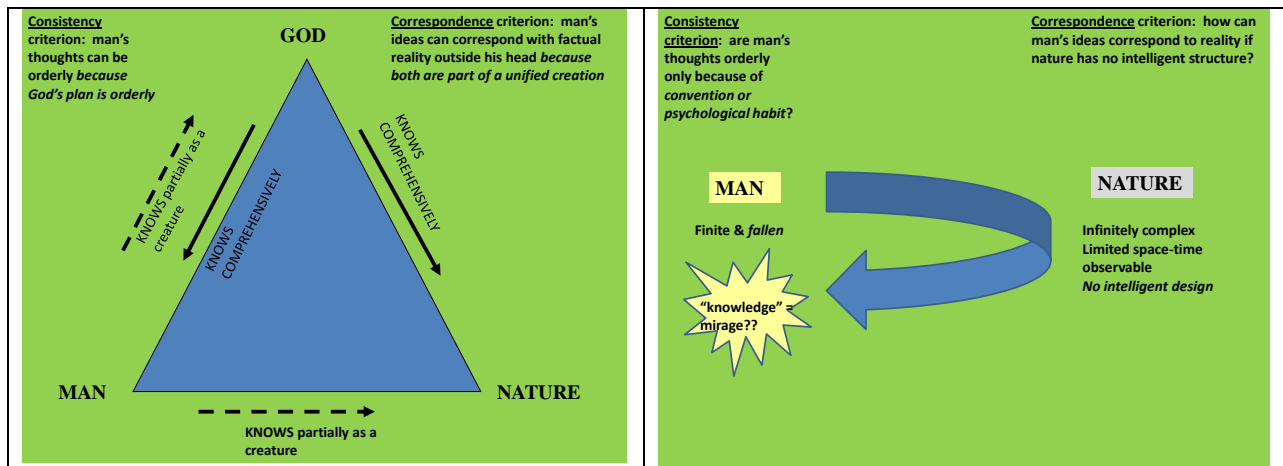 Consistency
criterion: man's
thoughts can be
orderly because
God's plan is orderly
GOD
Correspondence criterion: man's
ideas can correspond with factual
reality outside his head because
both are part of a unified creation
KNOWS partially as a
creature
KNOWS
COMPREHENSIVELY
KNOWS
COMPREHENSIVELY
MAN
NATURE
KNOWS partially as a
creature
Consistency
criterion: are man's
thoughts orderly
only because of
convention or
psychological habit?
Correspondence criterion: how can
man's ideas correspond to reality if
nature has no intelligent structure?
MAN
Finite & fallen
"knowledge" =
mirage??
NATURE
Infinitely complex
Limited space-time
observable
No intelligent design